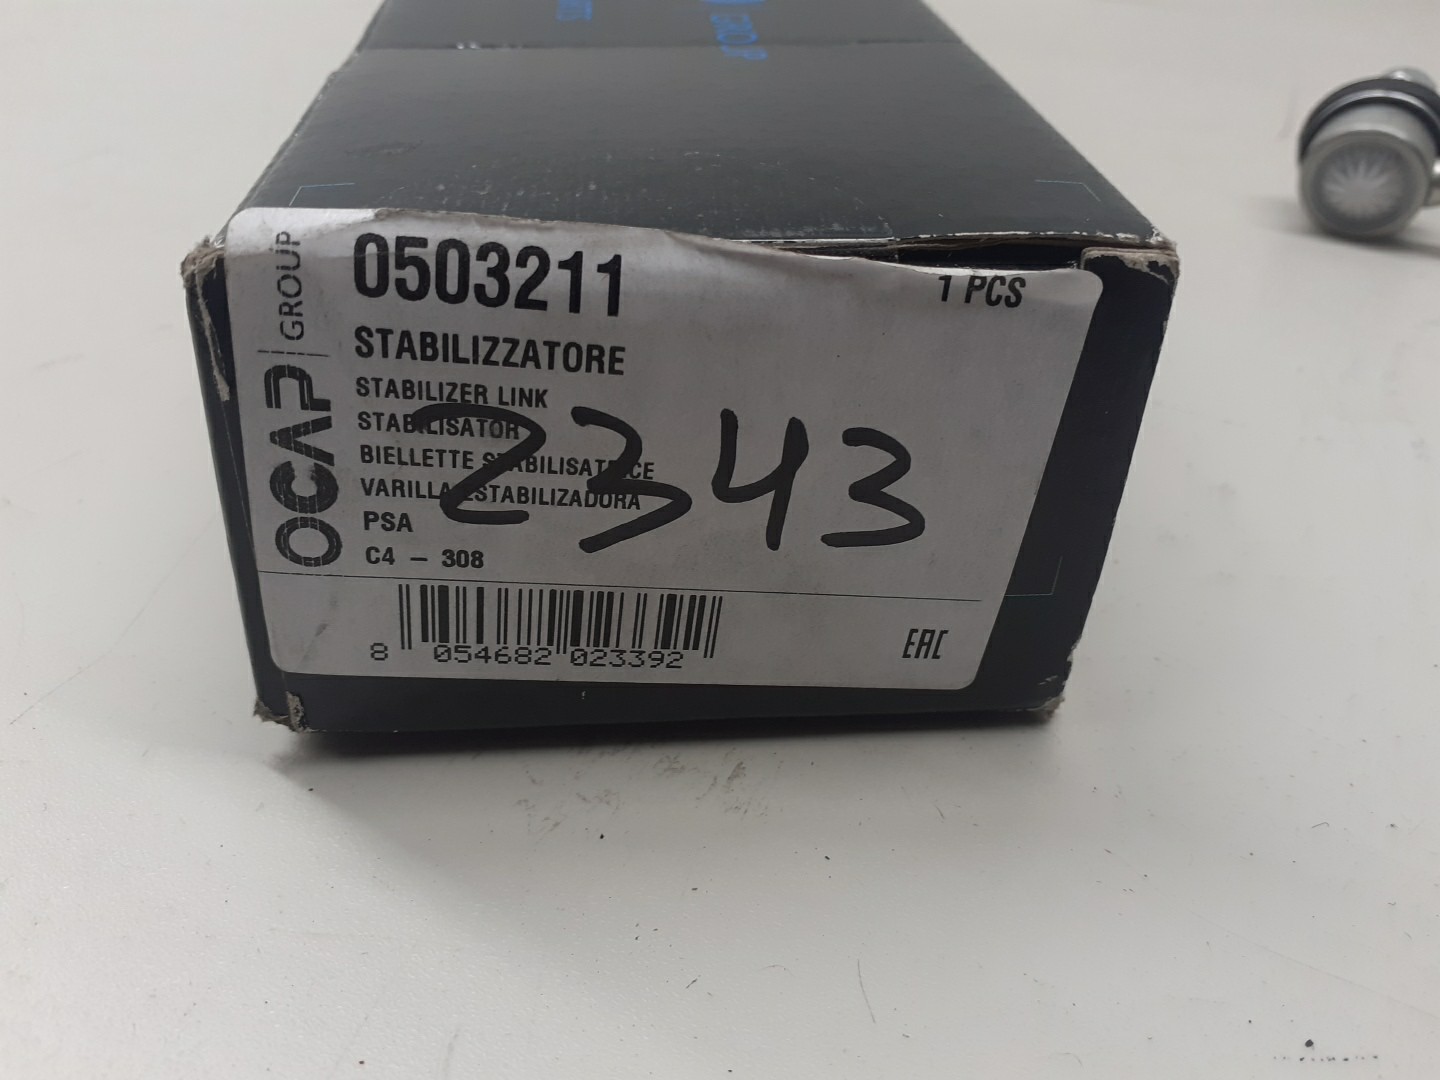 GROUP
OCAP GROUP
0503211
1 PCS
STABILIZZATORE
STABILIZER LINK
STABILISATOR
BIELLETTE STABILISATRICE
VARILLA ESTABILIZADORA
2343
PSA
C4 – 308
8 054682 023392
EAC